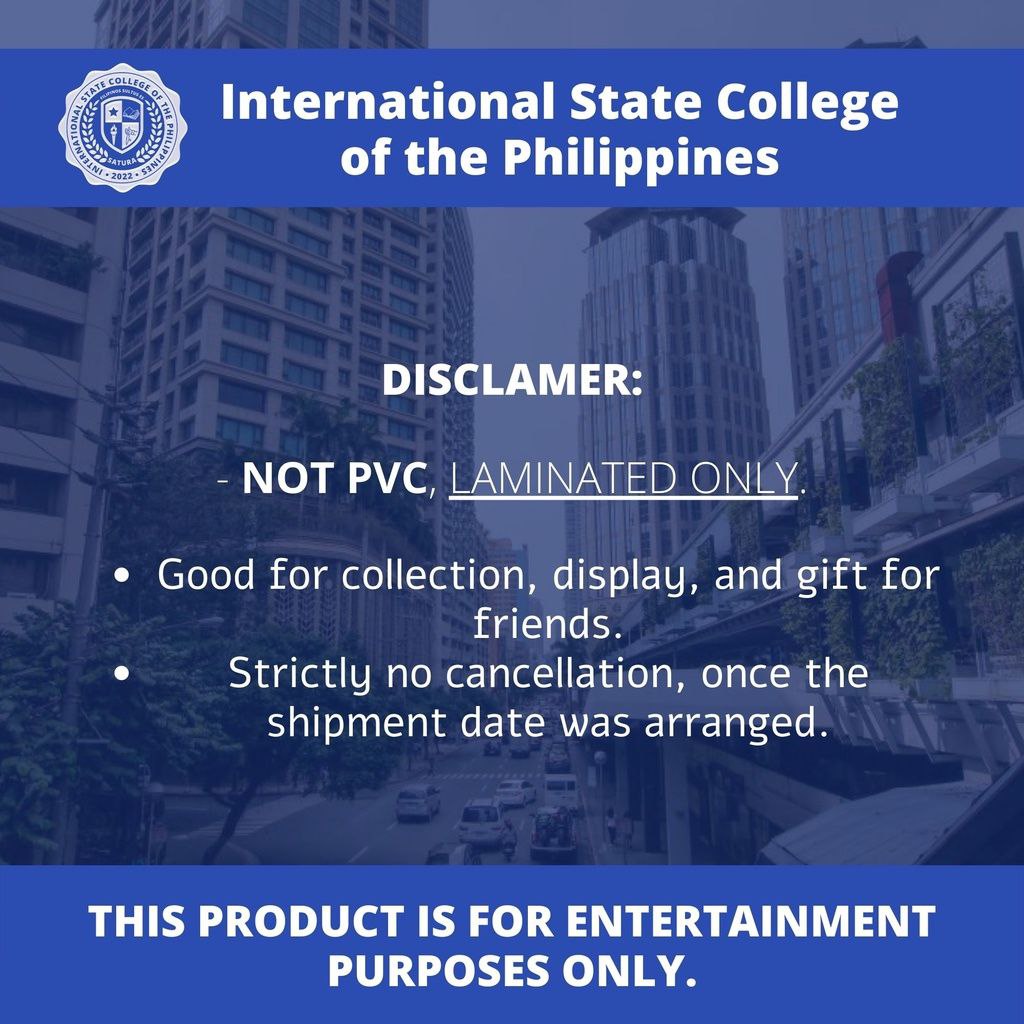 International State College
of the Philippines
INTERNATIONAL STATE COLLEGE OF THE PHILIPPINES
SATURA
• 2022 •
DISCLAMER:
- NOT PVC, LAMINATED ONLY.
• Good for collection, display, and gift for
friends.
• Strictly no cancellation, once the
shipment date was arranged.
THIS PRODUCT IS FOR ENTERTAINMENT
PURPOSES ONLY.